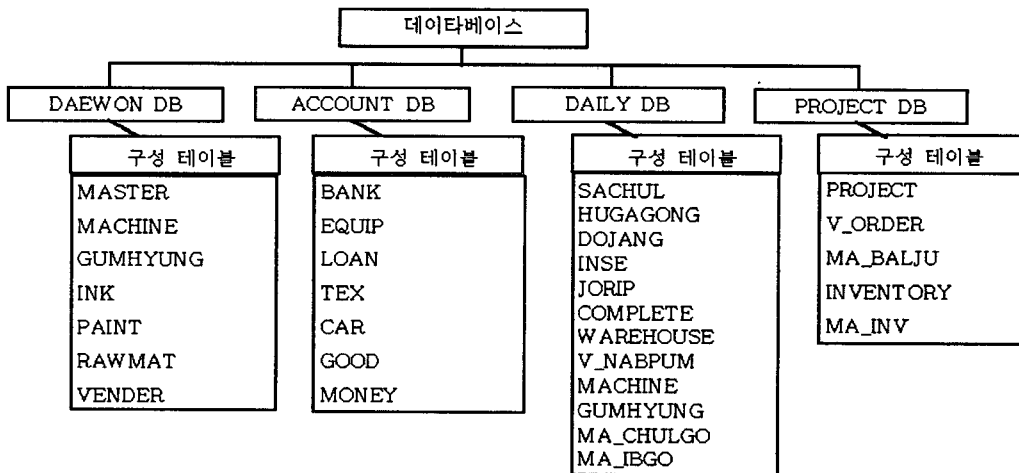 데이타베이스
DAEWON DB
ACCOUNT DB
DAILY DB
PROJECT DB
구성 테이블
MASTER
MACHINE
GUMHYUNG
INK
PAINT
RAWMAT
VENDER
구성 테이블
BANK
EQUIP
LOAN
TEX
CAR
GOOD
MONEY
구성 테이블
SACHUL
HUGAGONG
DOJANG
INSE
JORIP
COMPLETE
WAREHOUSE
V_NABPUM
MACHINE
GUMHYUNG
MA_CHULGO
MA_IBGO
구성 테이블
PROJECT
V_ORDER
MA_BALJU
INVENTORY
MA_INV